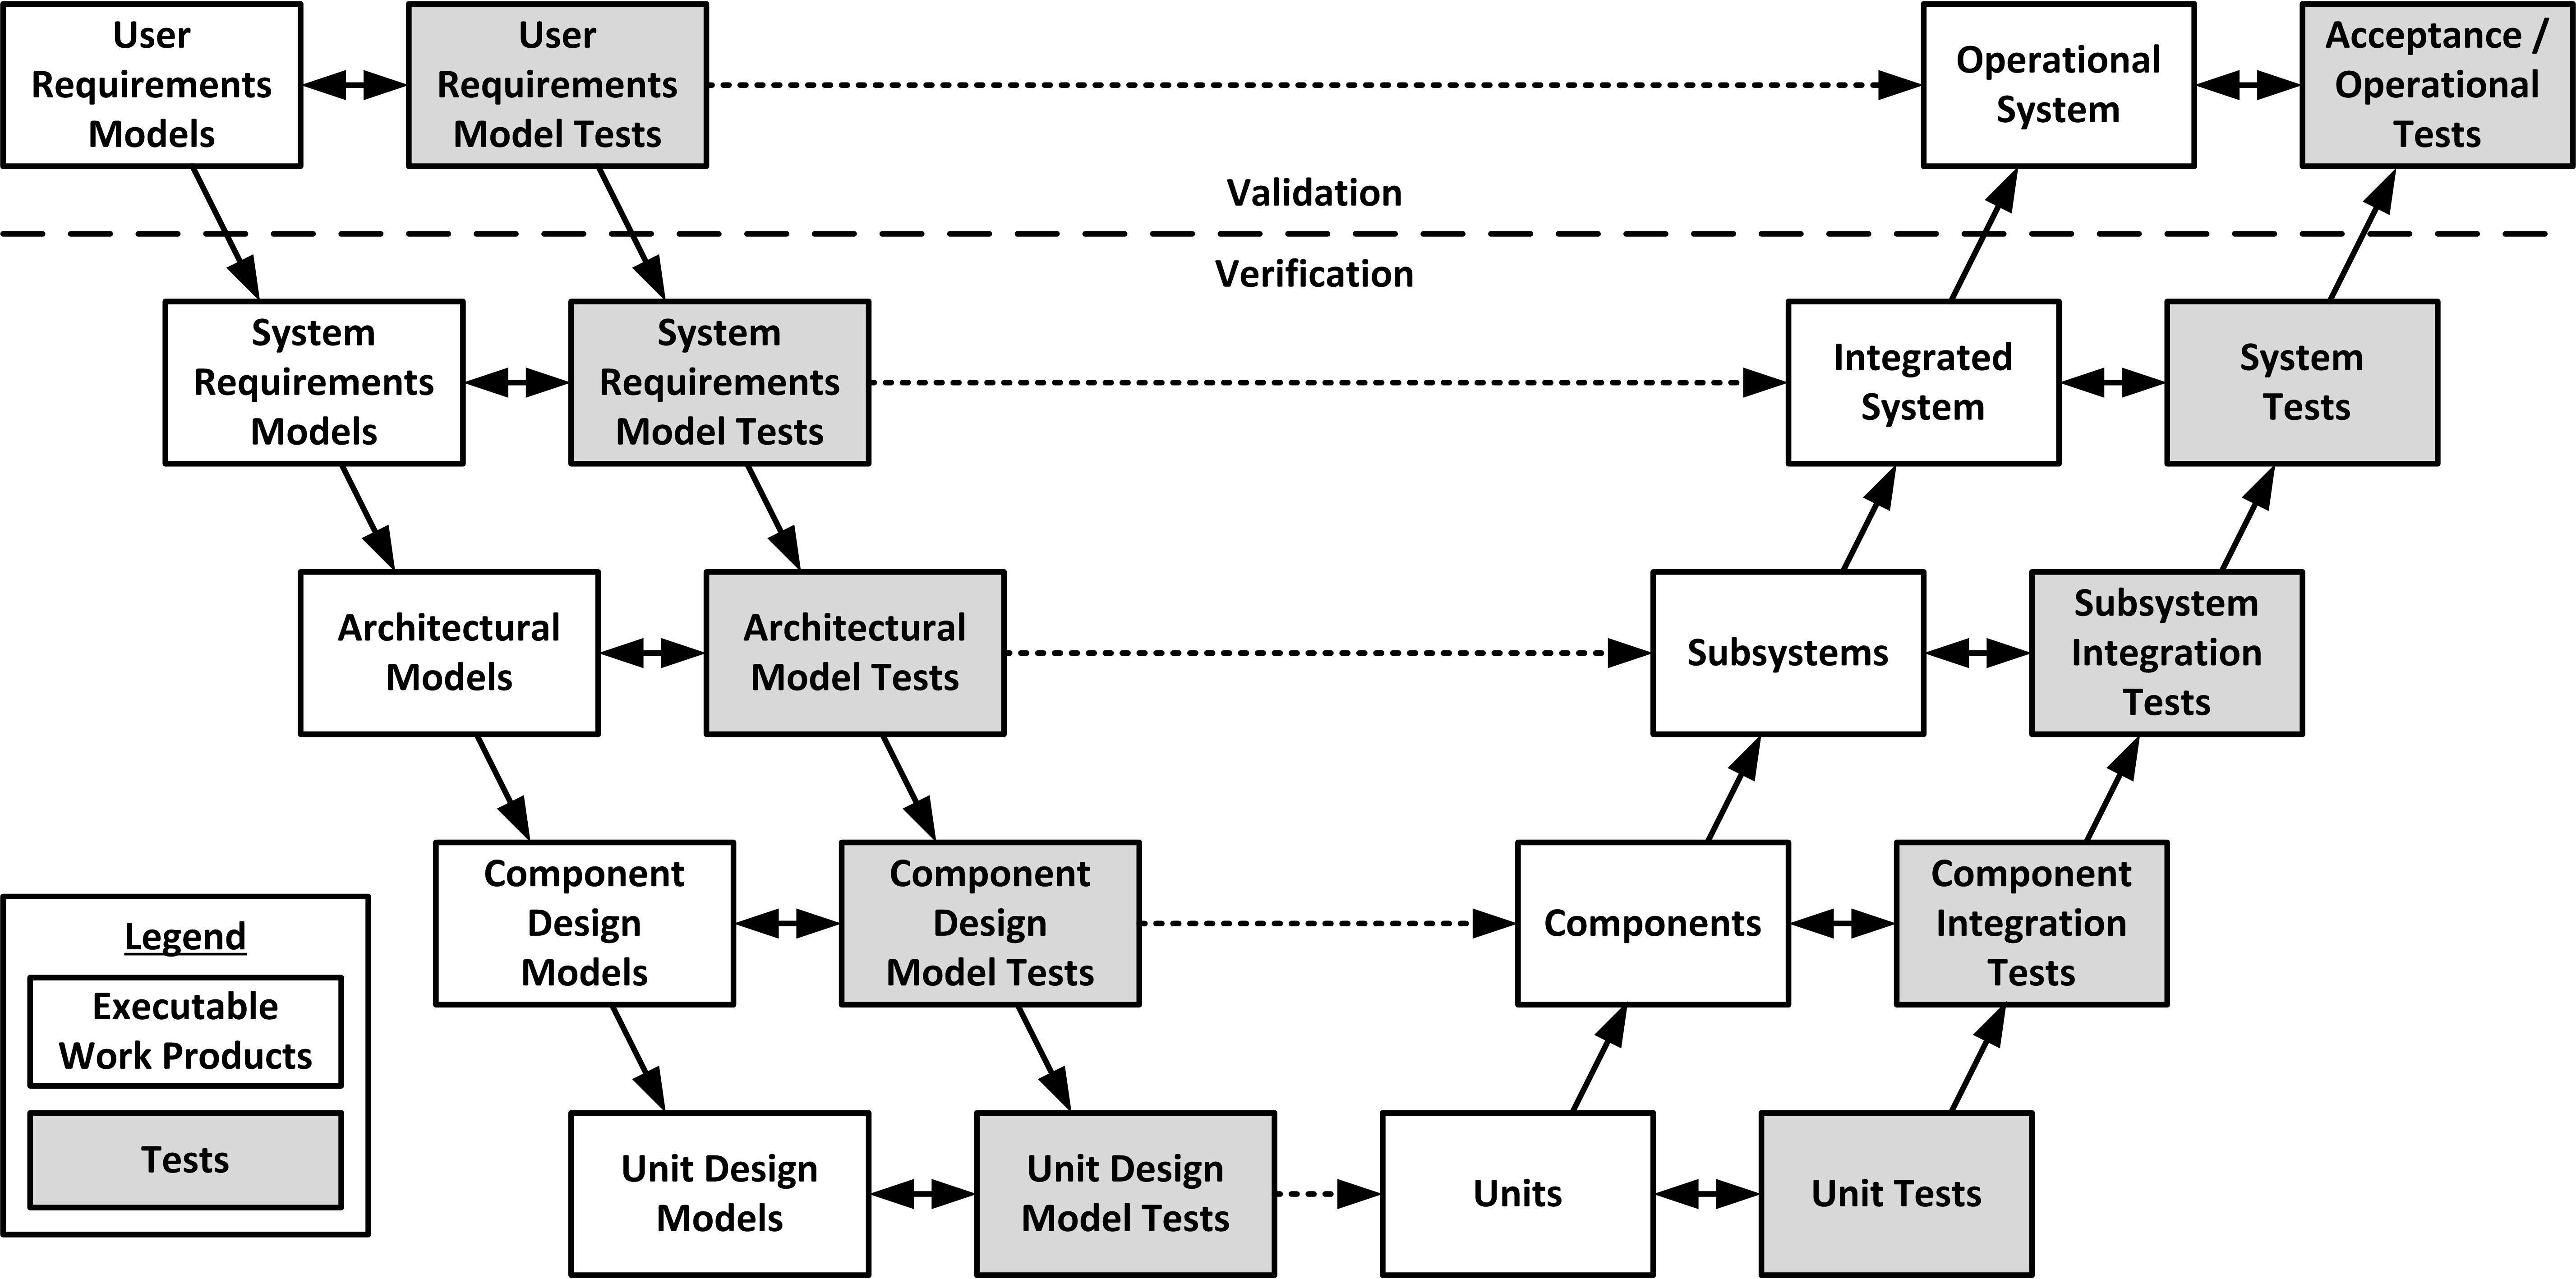 User
Requirements
Models
User
Requirements
Model Tests
Operational
System
Acceptance /
Operational
Tests
Validation
Verification
System
Requirements
Models
System
Requirements
Model Tests
Integrated
System
System
Tests
Architectural
Models
Architectural
Model Tests
Subsystems
Subsystem
Integration
Tests
Component
Design
Models
Component
Design
Model Tests
Components
Component
Integration
Tests
Legend
Executable
Work Products
Tests
Unit Design
Models
Unit Design
Model Tests
Units
Unit Tests